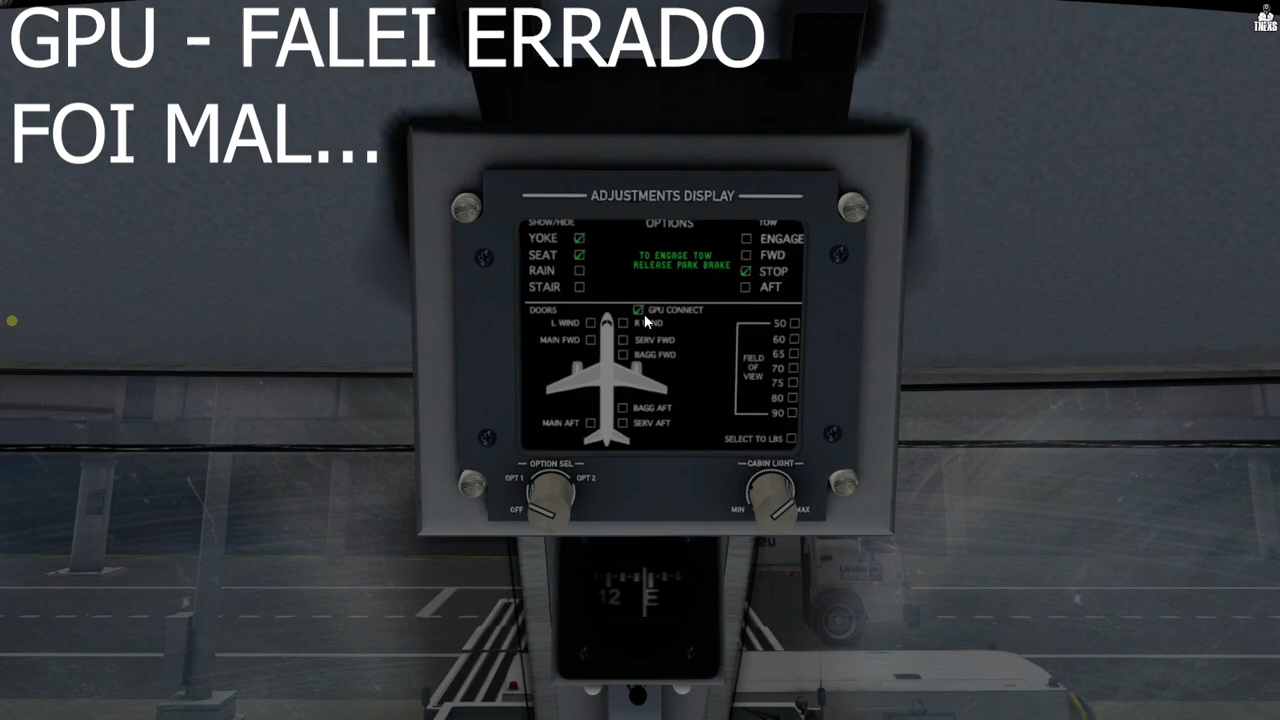 GPU - FALEI ERRADO
FOI MAL...
TNEKS
ADJUSTMENTS DISPLAY
SHOW/HIDE OPTIONS TOW
YOKE ENGAGE
SEAT TO ENGAGE TOW FWD
RELEASE PARK BRAKE
RAIN STOP
STAIR AFT
DOORS GPU CONNECT
L WIND 50
MAIN FWD SERV FWD 60
BAGG FWD 65
FIELD OF VIEW 70
75
80
BAGG AFT 90
MAIN AFT SERV AFT
SELECT TO LBS
OPTION SEL CABIN LIGHT
OPT 1 OPT 2
OFF MIN MAX
12 E